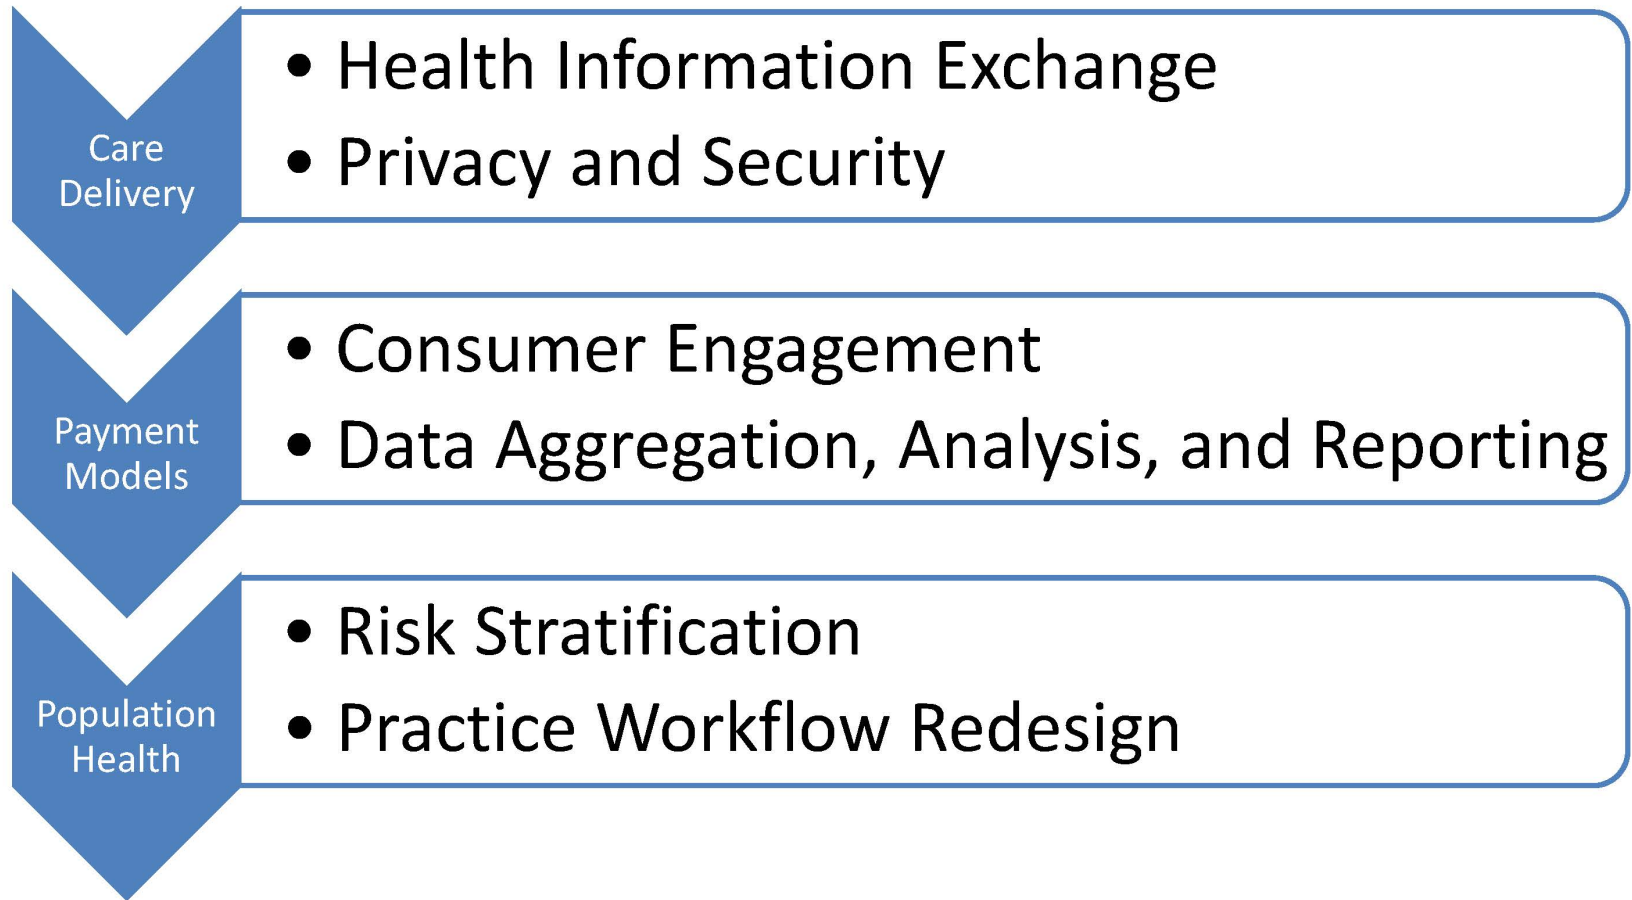 Care
Delivery
• Health Information Exchange
• Privacy and Security
Payment
Models
• Consumer Engagement
• Data Aggregation, Analysis, and Reporting
Population
Health
• Risk Stratification
• Practice Workflow Redesign